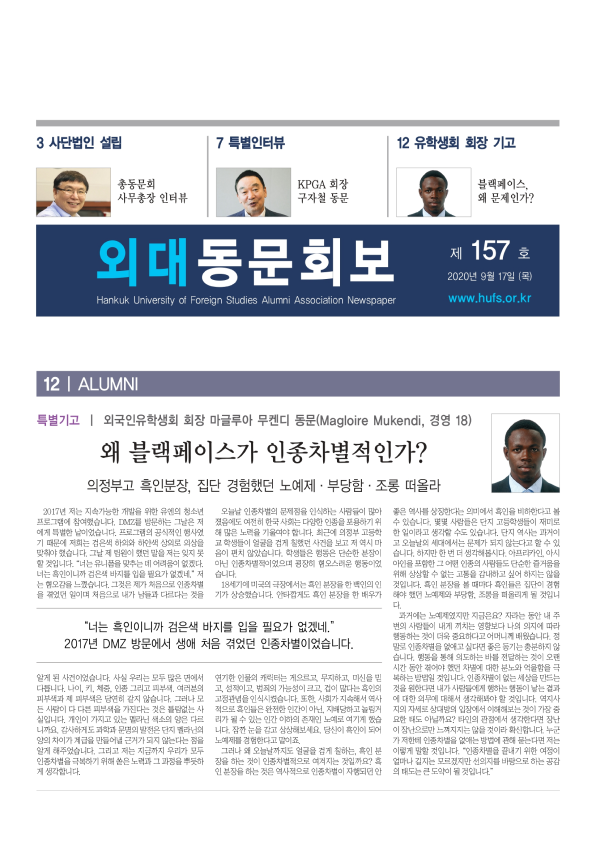 3 사단법인 설립
총동문회
사무총장 인터뷰
7 특별인터뷰
KPGA 회장
구자철 동문
12 유학생회 회장 기고
블랙페이스,
왜 문제인가?
외대동문회보
Hankuk University of Foreign Studies Alumni Association Newspaper
제 157 호
2020년 9월 17일 (목)
www.hufs.or.kr
12 | ALUMNI
특별기고 | 외국인유학생회 회장 마글루아 무켄디 동문(Magloire Mukendi, 경영 18)
왜 블랙페이스가 인종차별적인가?
의정부고 흑인분장, 집단 경험했던 노예제·부당함·조롱 떠올라
2017년 저는 지속가능한 개발을 위한 유엔의 청소년
프로그램에 참여했습니다. DMZ를 방문하는 그날은 저
에게 특별한 날이었습니다. 프로그램의 공식적인 행사였
기 때문에 저희는 검은색 하의와 하얀색 상의로 의상을
맞춰야 했습니다. 그날 제 팀원이 했던 말을 저는 잊지 못
할 것입니다. “너는 유니폼을 맞추는 데 어려움이 없겠다.
너는 흑인이니까 검은색 바지를 입을 필요가 없겠네.” 저
는 혐오감을 느꼈습니다. 그것은 제가 처음으로 인종차별
을 겪었던 일이며 처음으로 내가 남들과 다르다는 것을
“너는 흑인이니까 검은색 바지를 입을 필요가 없겠네.”
2017년 DMZ 방문에서 생애 처음 겪었던 인종차별이었습니다.
알게 된 사건이었습니다. 사실 우리는 모두 많은 면에서
다릅니다. 나이, 키, 체중, 인종 그리고 피부색, 여러분의
피부색과 제 피부색은 당연히 같지 않습니다. 그러나 모
든 사람이 다 다른 피부색을 가진다는 것은 틀림없는 사
실입니다. 개인이 가지고 있는 멜라닌 색소의 양은 다르
니까요. 감사하게도 과학과 문명의 발전은 단지 멜라닌의
양의 차이가 계급을 만들어낼 근거가 되지 않는다는 점을
알게 해주었습니다. 그리고 저는 지금까지 우리가 모두
인종차별을 극복하기 위해 쏟은 노력과 그 과정을 뿌듯하
게 생각합니다.
오늘날 인종차별의 문제점을 인식하는 사람들이 많아
졌음에도 여전히 한국 사회는 다양한 인종을 포용하기 위
해 많은 노력을 기울여야 합니다. 최근에 의정부 고등학
교 학생들이 얼굴을 검게 칠했던 사건을 보고 저 역시 마
음이 편치 않았습니다. 학생들은 행동은 단순한 분장이
아닌 인종차별적이었으며 굉장히 혐오스러운 행동이었
습니다.
18세기에 미국의 극장에서는 흑인 분장을 한 백인의 인
기가 상승했습니다. 안타깝게도 흑인 분장을 한 배우가
연기한 인물의 캐릭터는 게으르고, 무지하고, 미신을 믿
고, 성적이고, 범죄의 가능성이 크고, 겁이 많다는 흑인의
고정관념을 인식시켰습니다. 또한, 사회가 지속해서 역사
적으로 흑인들은 완전한 인간이 아닌, 지배당하고 놀림거
리가 될 수 있는 인간 이하의 존재인 노예로 여기게 했습
니다. 잠깐 눈을 감고 상상해보세요, 당신이 흑인이 되어
노예제를 경험한다고 말이죠.
그러나 왜 오늘날까지도 얼굴을 검게 칠하는, 흑인 분
장을 하는 것이 인종차별적으로 여겨지는 것일까요? 흑
인 분장을 하는 것은 역사적으로 인종차별이 자행되던 안
좋은 역사를 상징한다는 의미에서 흑인을 비하한다고 볼
수 있습니다. 몇몇 사람들은 단지 고등학생들이 재미로
한 일이라고 생각할 수도 있습니다. 단지 역사는 과거이
고 오늘날의 세대에서는 문제가 되지 않는다고 할 수 있
습니다. 하지만 한 번 더 생각해봅시다. 아프리카인, 아시
아인을 포함한 그 어떤 인종의 사람들도 단순한 즐거움을
위해 상상할 수 없는 고통을 감내하고 싶어 하지는 않을
것입니다. 흑인 분장을 볼 때마다 흑인들은 집단이 경험
해야 했던 노예제와 부당함, 조롱을 떠올리게 될 것입니
다.
과거에는 노예제였지만 지금은요? 자라는 동안 내 주
변의 사람들이 내게 끼치는 영향보다 나의 의지에 따라
행동하는 것이 더욱 중요하다고 어머니께 배웠습니다. 정
말로 인종차별을 없애고 싶다면 좋은 동기는 충분하지 않
습니다. 행동을 통해 의도하는 바를 전달하는 것이 오랜
시간 동안 겪어야 했던 차별에 대한 분노와 억울함을 극
복하는 방법일 것입니다. 인종차별이 없는 세상을 만드는
것을 원한다면 내가 사람들에게 행하는 행동이 낳는 결과
에 대한 의무에 대해서 생각해봐야 할 것입니다. 역지사
지의 자세로 상대방의 입장에서 이해해보는 것이 가장 중
요한 태도 아닐까요? 타인의 관점에서 생각한다면 장난
이 장난으로만 느껴지지는 않을 것이라 확신합니다. 누군
가 저한테 인종차별을 없애는 방법에 관해 묻는다면 저는
이렇게 말할 것입니다. “인종차별을 끝내기 위한 여정이
얼마나 길지는 모르겠지만 선의지를 바탕으로 하는 공감
의 태도는 큰 도약이 될 것입니다.”